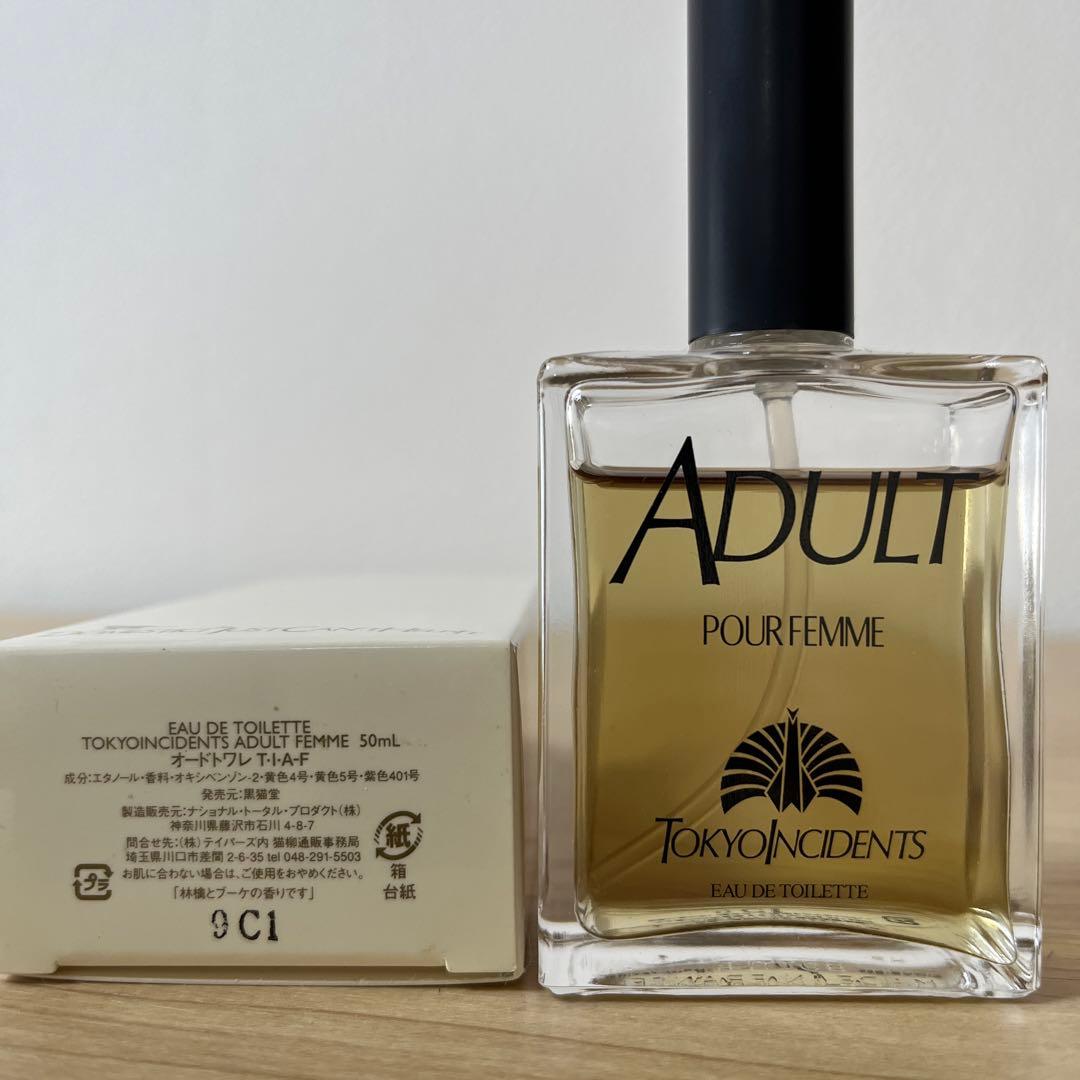 EAU DE TOILETTE
TOKYOINCIDENTS ADULT FEMME 50mL
オードトワレ T・I・A-F
成分:エタノール・香料・オキシベンゾン-2・黄色4号・黄色5号・紫色401号
発売元:黒猫堂
製造販売元:ナショナル・トータル・プロダクト(株)
神奈川県藤沢市石川 4-8-7
問合せ先:(株)テイパーズ内 猫柳通販事務局
埼玉県川口市差間 2-6-35 tel 048-291-5503
お肌に合わない場合は、ご使用をおやめください。
「林檎とブーケの香りです」
プラ
紙
箱
台紙
9C1
ADULT
POUR FEMME
TOKYOINCIDENTS
EAU DE TOILETTE